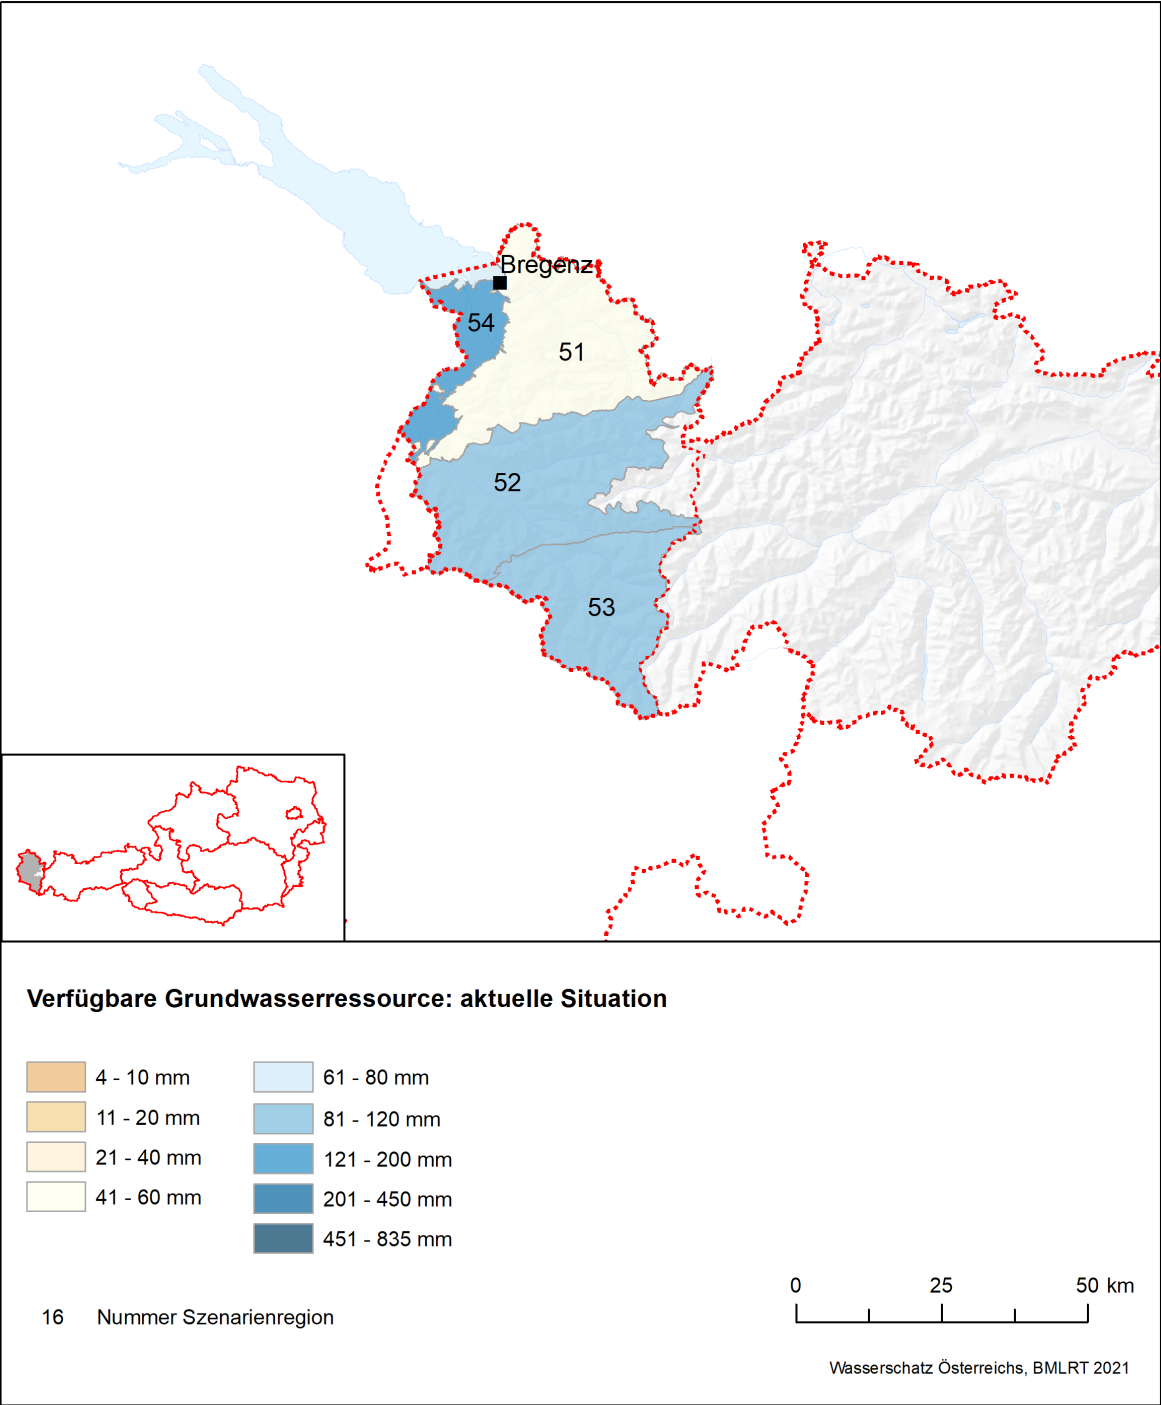 Bregenz
54
51
52
53
Verfügbare Grundwasserressource: aktuelle Situation
4 - 10 mm
11 - 20 mm
21 - 40 mm
41 - 60 mm
61 - 80 mm
81 - 120 mm
121 - 200 mm
201 - 450 mm
451 - 835 mm
16 Nummer Szenarienregion
0 25 50 km
Wasserschatz Österreichs, BMLRT 2021